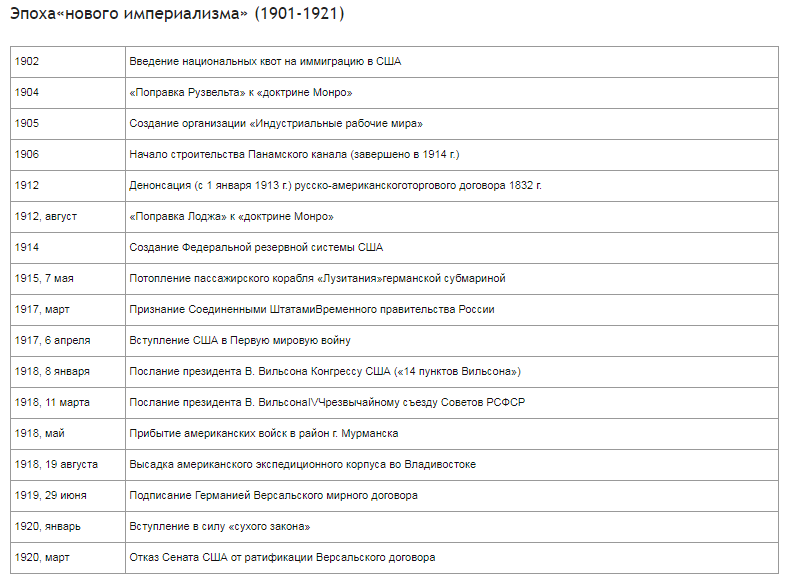 Эпоха«нового империализма» (1901-1921)
1902 Введение национальных квот на иммиграцию в США
1904 «Поправка Рузвельта» к «доктрине Монро»
1905 Создание организации «Индустриальные рабочие мира»
1906 Начало строительства Панамского канала (завершено в 1914 г.)
1912 Денонсация (с 1 января 1913 г.) русско-американскоготоргового договора 1832 г.
1912, август «Поправка Лоджа» к «доктрине Монро»
1914 Создание Федеральной резервной системы США
1915, 7 мая Потопление пассажирского корабля «Лузитания»германской субмариной
1917, март Признание Соединенными ШтатамиВременного правительства России
1917, 6 апреля Вступление США в Первую мировую войну
1918, 8 января Послание президента В. Вильсона Конгрессу США («14 пунктов Вильсона»)
1918, 11 марта Послание президента В. ВильсонаIVЧрезвычайному съезду Советов РСФСР
1918, май Прибытие американских войск в район г. Мурманска
1918, 19 августа Высадка американского экспедиционного корпуса во Владивостоке
1919, 29 июня Подписание Германией Версальского мирного договора
1920, январь Вступление в силу «сухого закона»
1920, март Отказ Сената США от ратификации Версальского договора